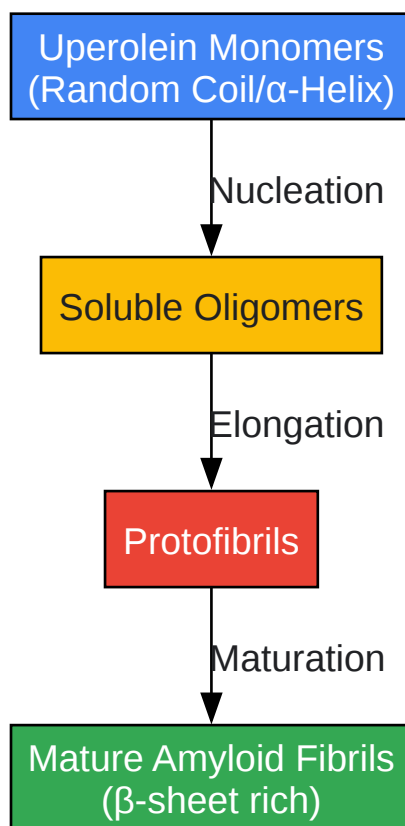 Uperolein Monomers
(Random Coil/α-Helix)
Nucleation
Soluble Oligomers
Elongation
Protofibrils
Maturation
Mature Amyloid Fibrils
(β-sheet rich)